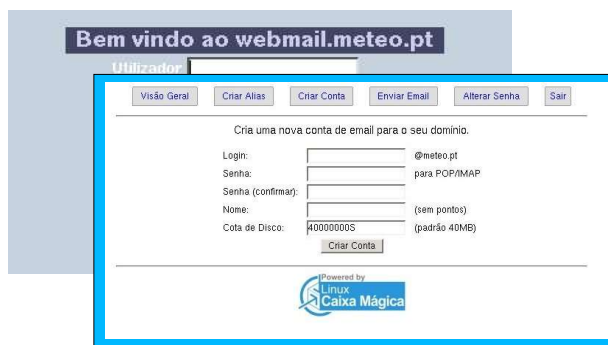 Bem vindo ao webmail.meteo.pt
Utilizador
Visão Geral Criar Alias Criar Conta Enviar Email Alterar Senha Sair
Cria uma nova conta de email para o seu domínio.
Login: @meteo.pt
Senha: para POP/IMAP
Senha (confirmar):
Nome: (sem pontos)
Cota de Disco: 40000000S (padrão 40MB)
Criar Conta
Powered by
Linux
Caixa Mágica